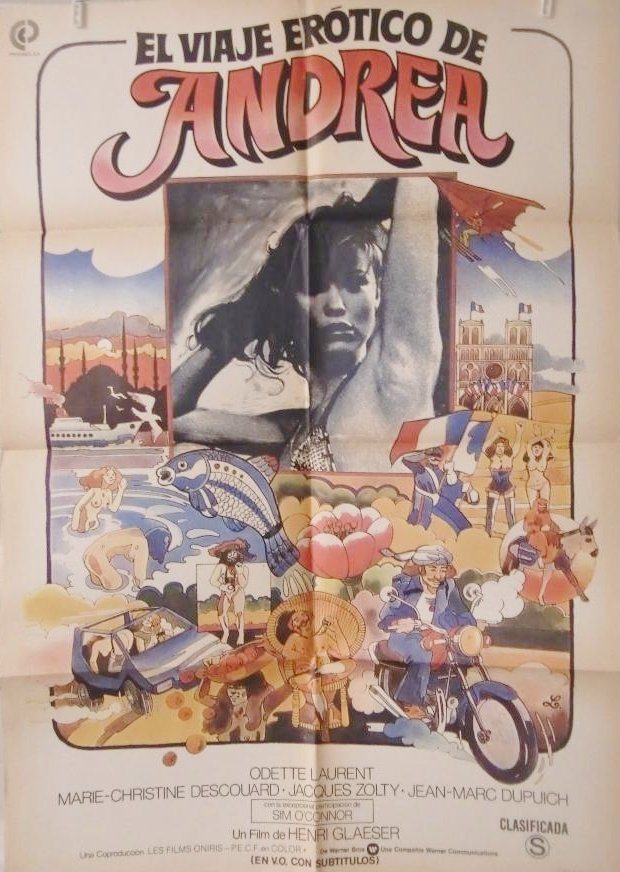 EL VIAJE ERÓTICO DE
ANDREA
ODETTE LAURENT
MARIE-CHRISTINE DESCOUARD · JACQUES ZOLTY · JEAN-MARC DUPUICH
con la excepcional participacion de
SIM O'CONNOR
Un Film de HENRI GLAESER
CLASIFICADA
S
Una Coproducción LES FILMS ONIRIS - P.E.C.F. en COLOR · De Warner Bros Una Compañia Warner Communications
(EN V.O. CON SUBTITULOS)